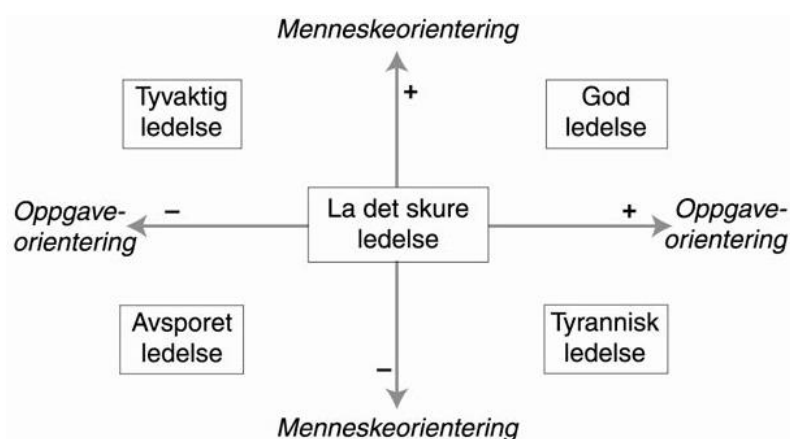 Menneskeorientering
+
Tyvaktig
ledelse
God
ledelse
Oppgave-
orientering
–
La det skure
ledelse
+
Oppgave-
orientering
Avsporet
ledelse
Tyrannisk
ledelse
–
Menneskeorientering